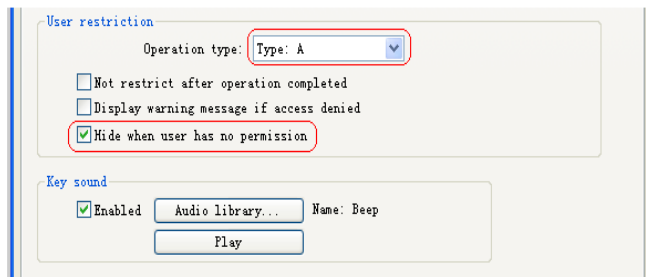 User restriction
Operation type: Type: A
Not restrict after operation completed
Display warning message if access denied
Hide when user has no permission
Key sound
Enabled Audio library... Name: Beep
Play